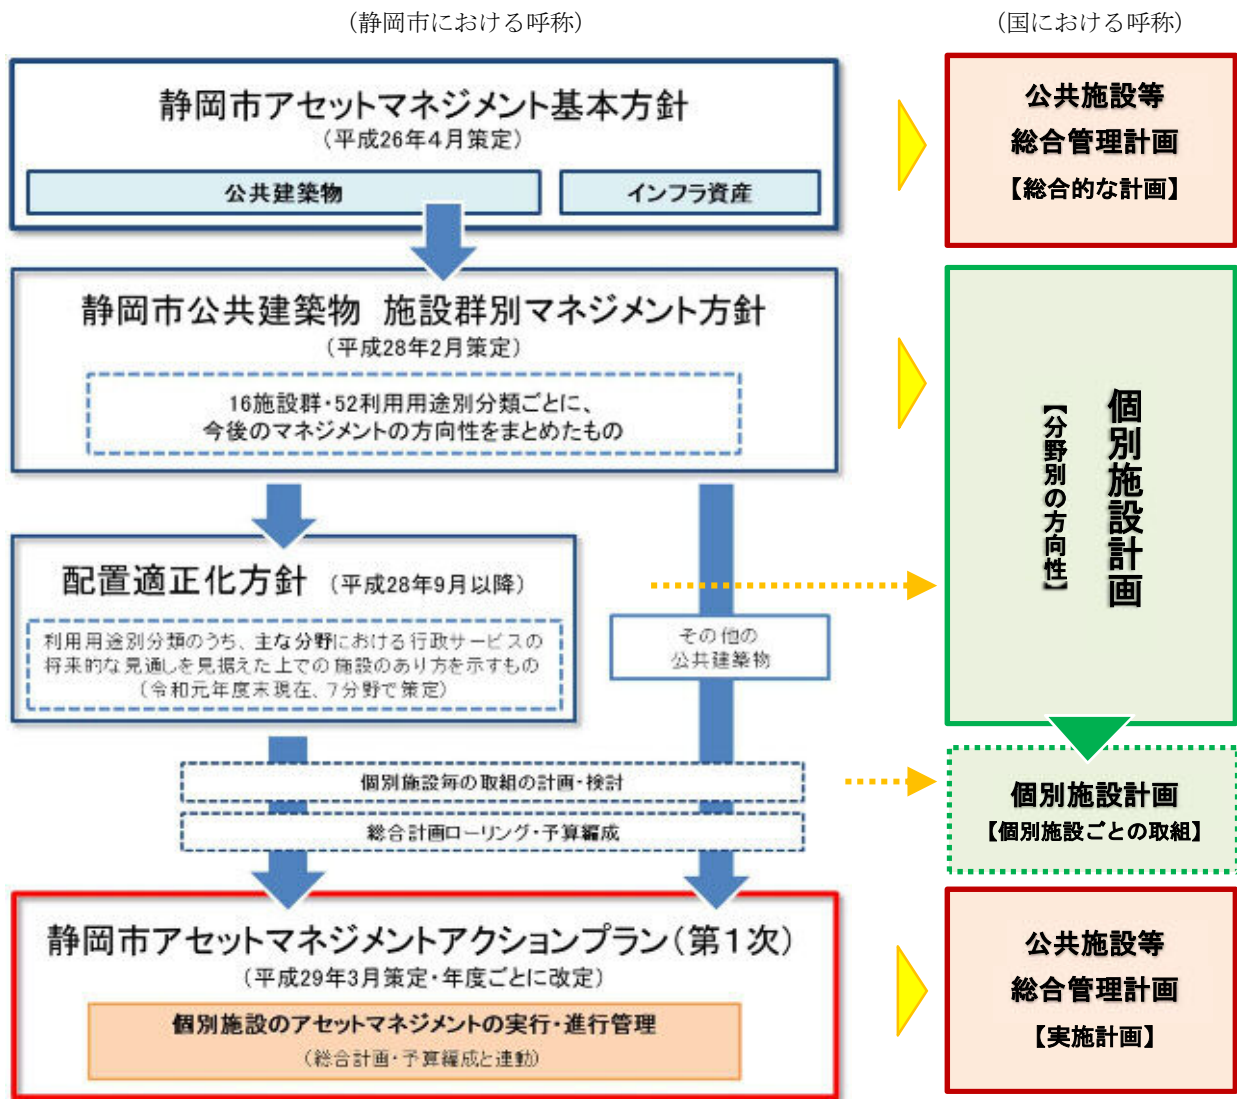 （静岡市における呼称）
（国における呼称）
静岡市アセットマネジメント基本方針
（平成26年4月策定）
公共建築物
インフラ資産
公共施設等
総合管理計画
【総合的な計画】
静岡市公共建築物 施設群別マネジメント方針
（平成28年2月策定）
16施設群・52利用用途別分類ごとに、
今後のマネジメントの方向性をまとめたもの
個別施設計画
【分野別の方向性】
配置適正化方針 （平成28年9月以降）
利用用途別分類のうち、主な分野における行政サービスの
将来的な見通しを見据えた上での施設のあり方を示すもの
（令和元年度末現在、7分野で策定）
その他の
公共建築物
個別施設毎の取組の計画・検討
総合計画ローリング・予算編成
個別施設計画
【個別施設ごとの取組】
静岡市アセットマネジメントアクションプラン（第1次）
（平成29年3月策定・年度ごとに改定）
個別施設のアセットマネジメントの実行・進行管理
（総合計画・予算編成と連動）
公共施設等
総合管理計画
【実施計画】